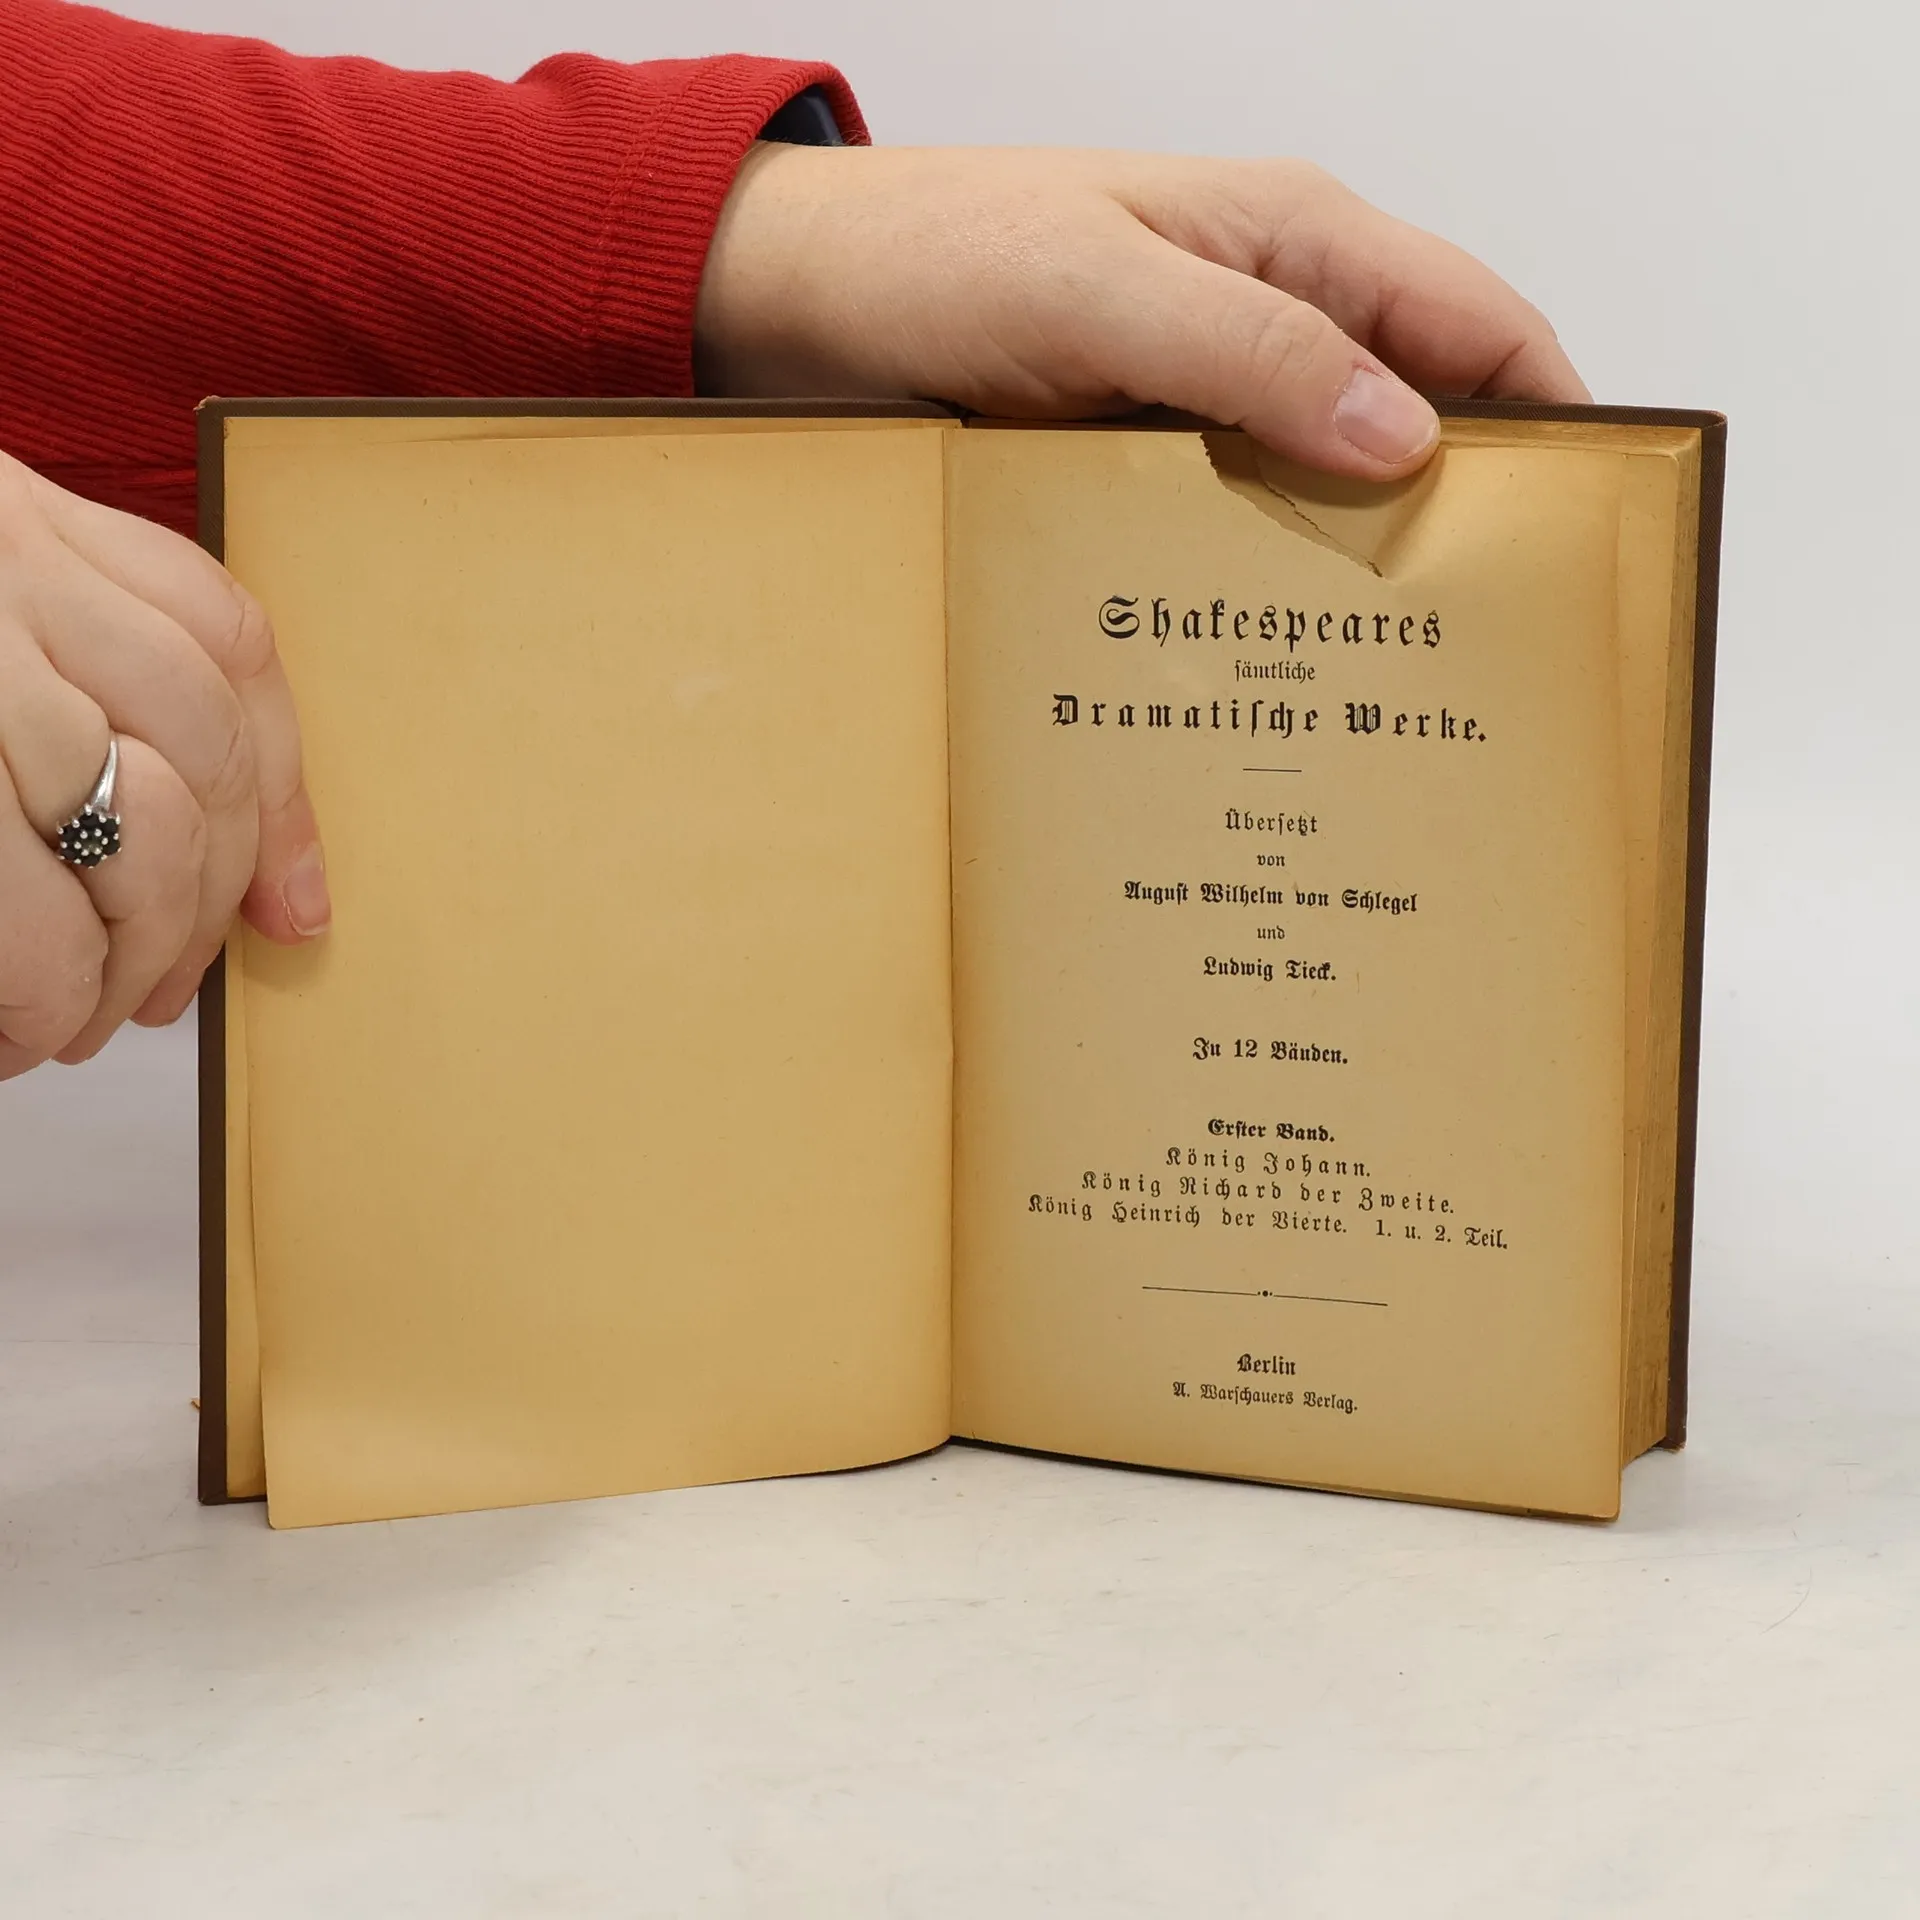 Shakespeares
sämtliche
Dramatische Werke.
Übersetzt
von
August Wilhelm von Schlegel
und
Ludwig Tieck.
In 12 Bänden.
Erster Band.
König Johann.
König Richard der Zweite.
König Heinrich der Vierte. 1. u. 2. Teil.
Berlin
A. Warschauers Verlag.